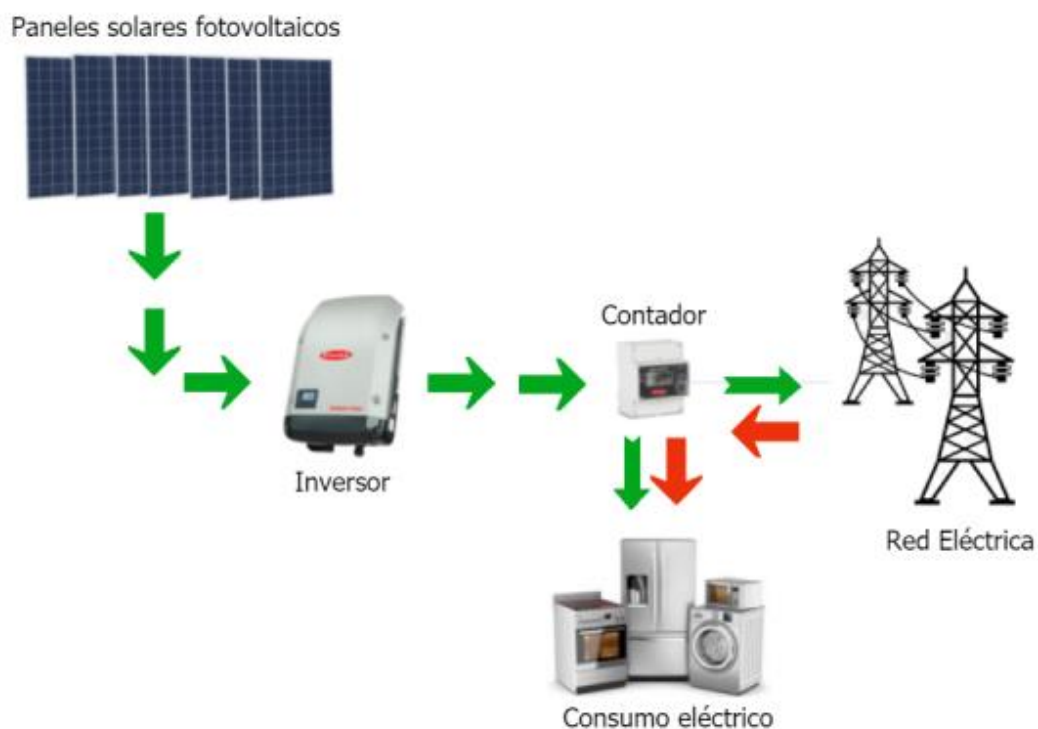 Paneles solares fotovoltaicos
Contador
Inversor
Red Eléctrica
Consumo eléctrico